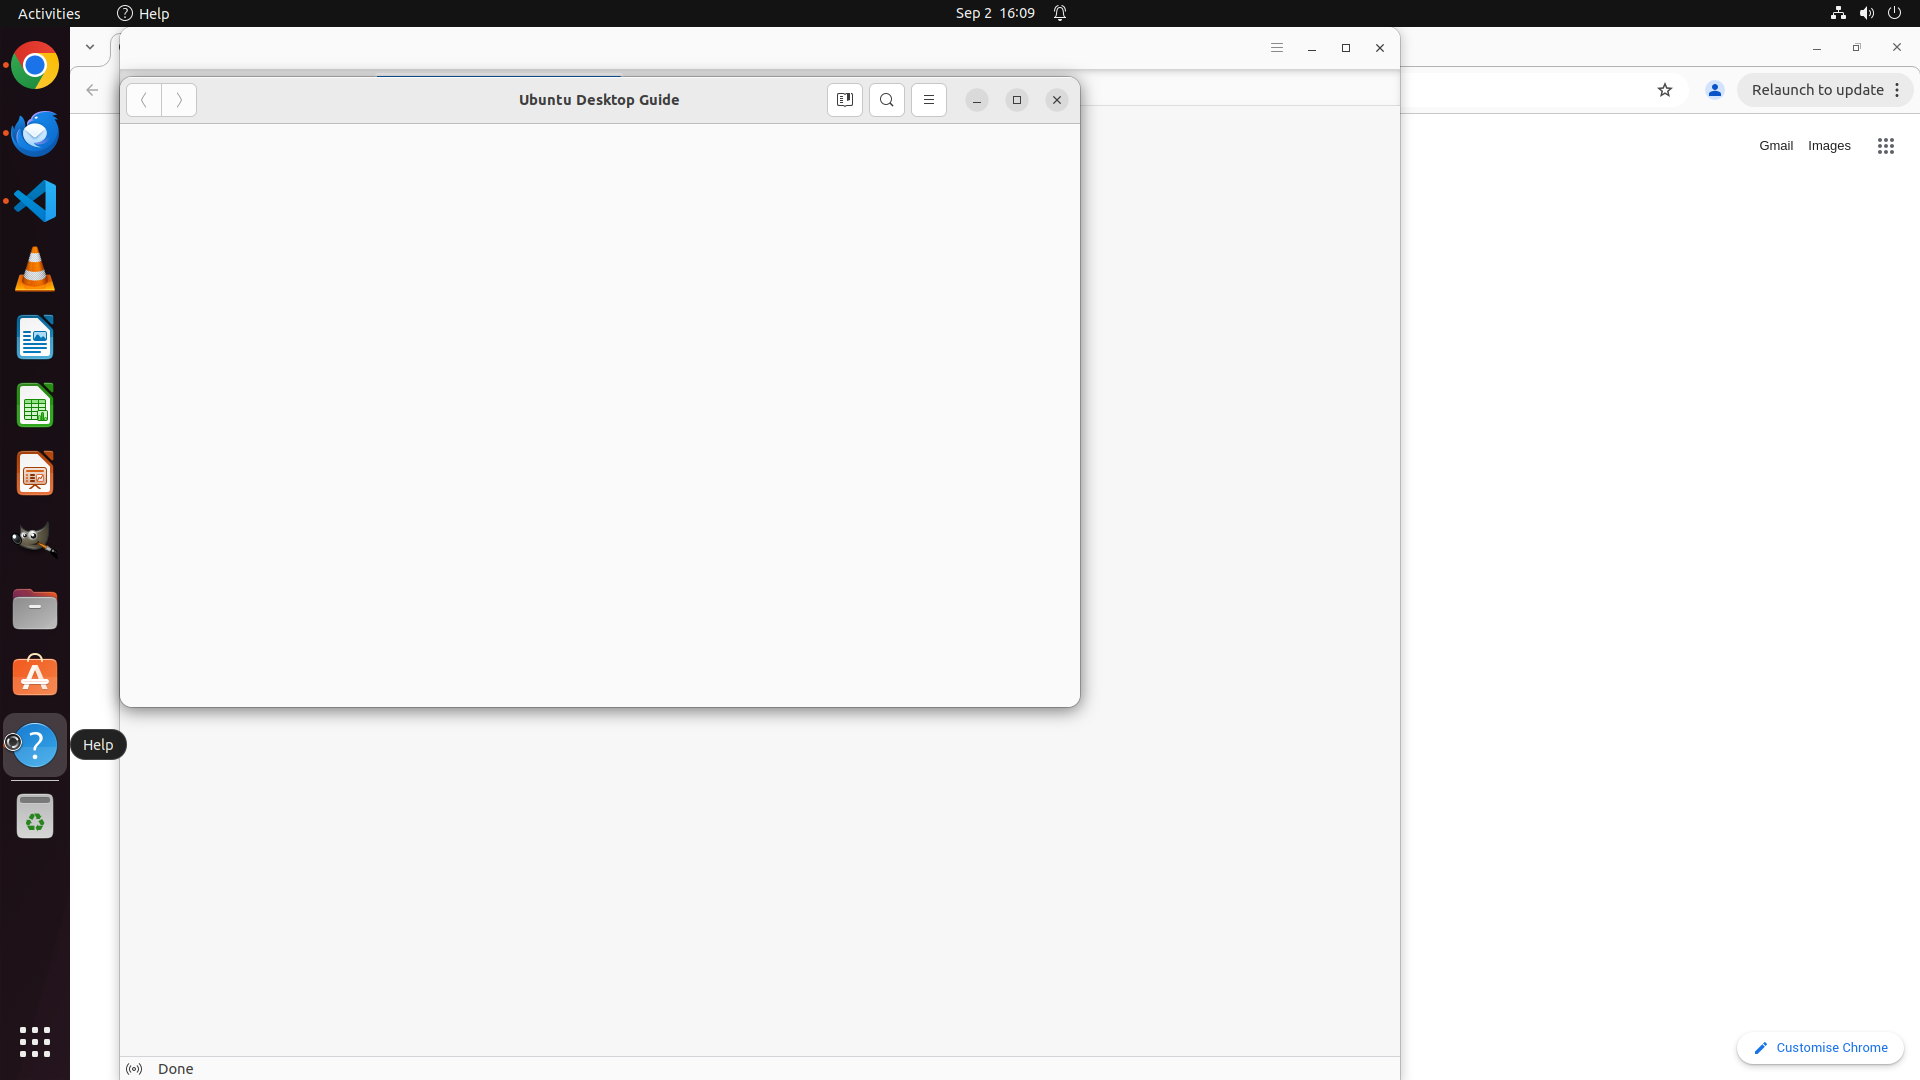 Activities
Help
Sep 2 16:09
Ubuntu Desktop Guide
Relaunch to update
Gmail
Images
Help
Customise Chrome
Done